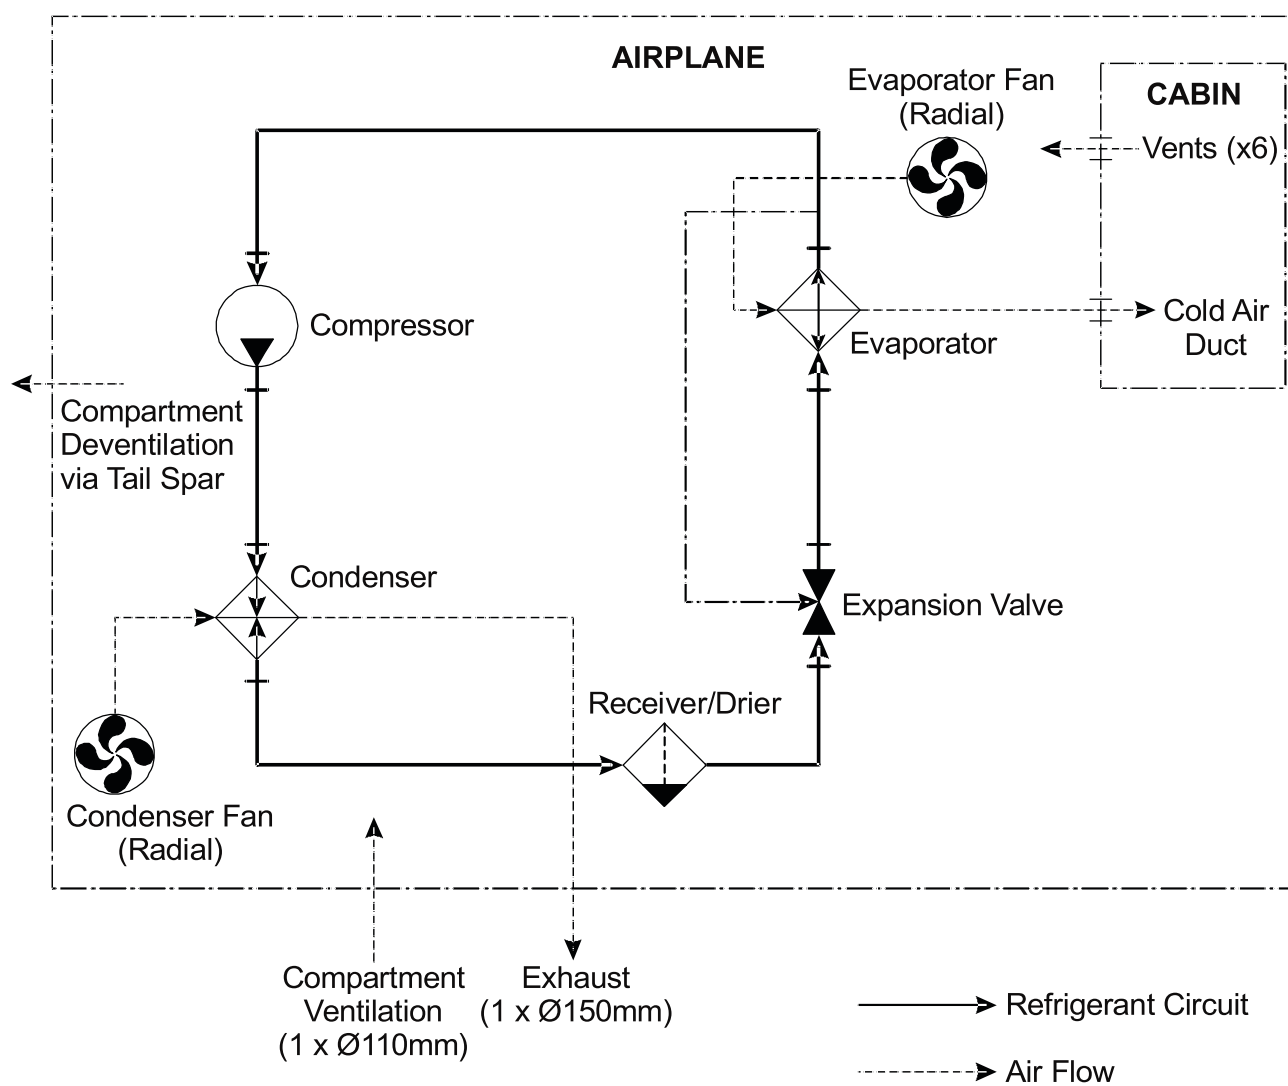 AIRPLANE
Evaporator Fan
(Radial)
CABIN
Vents (x6)
Compressor
Cold Air
Duct
Evaporator
Compartment
Deventilation
via Tail Spar
Condenser
Expansion Valve
Receiver/Drier
Condenser Fan
(Radial)
Compartment
Ventilation
(1 x Ø110mm)
Exhaust
(1 x Ø150mm)
Refrigerant Circuit
Air Flow